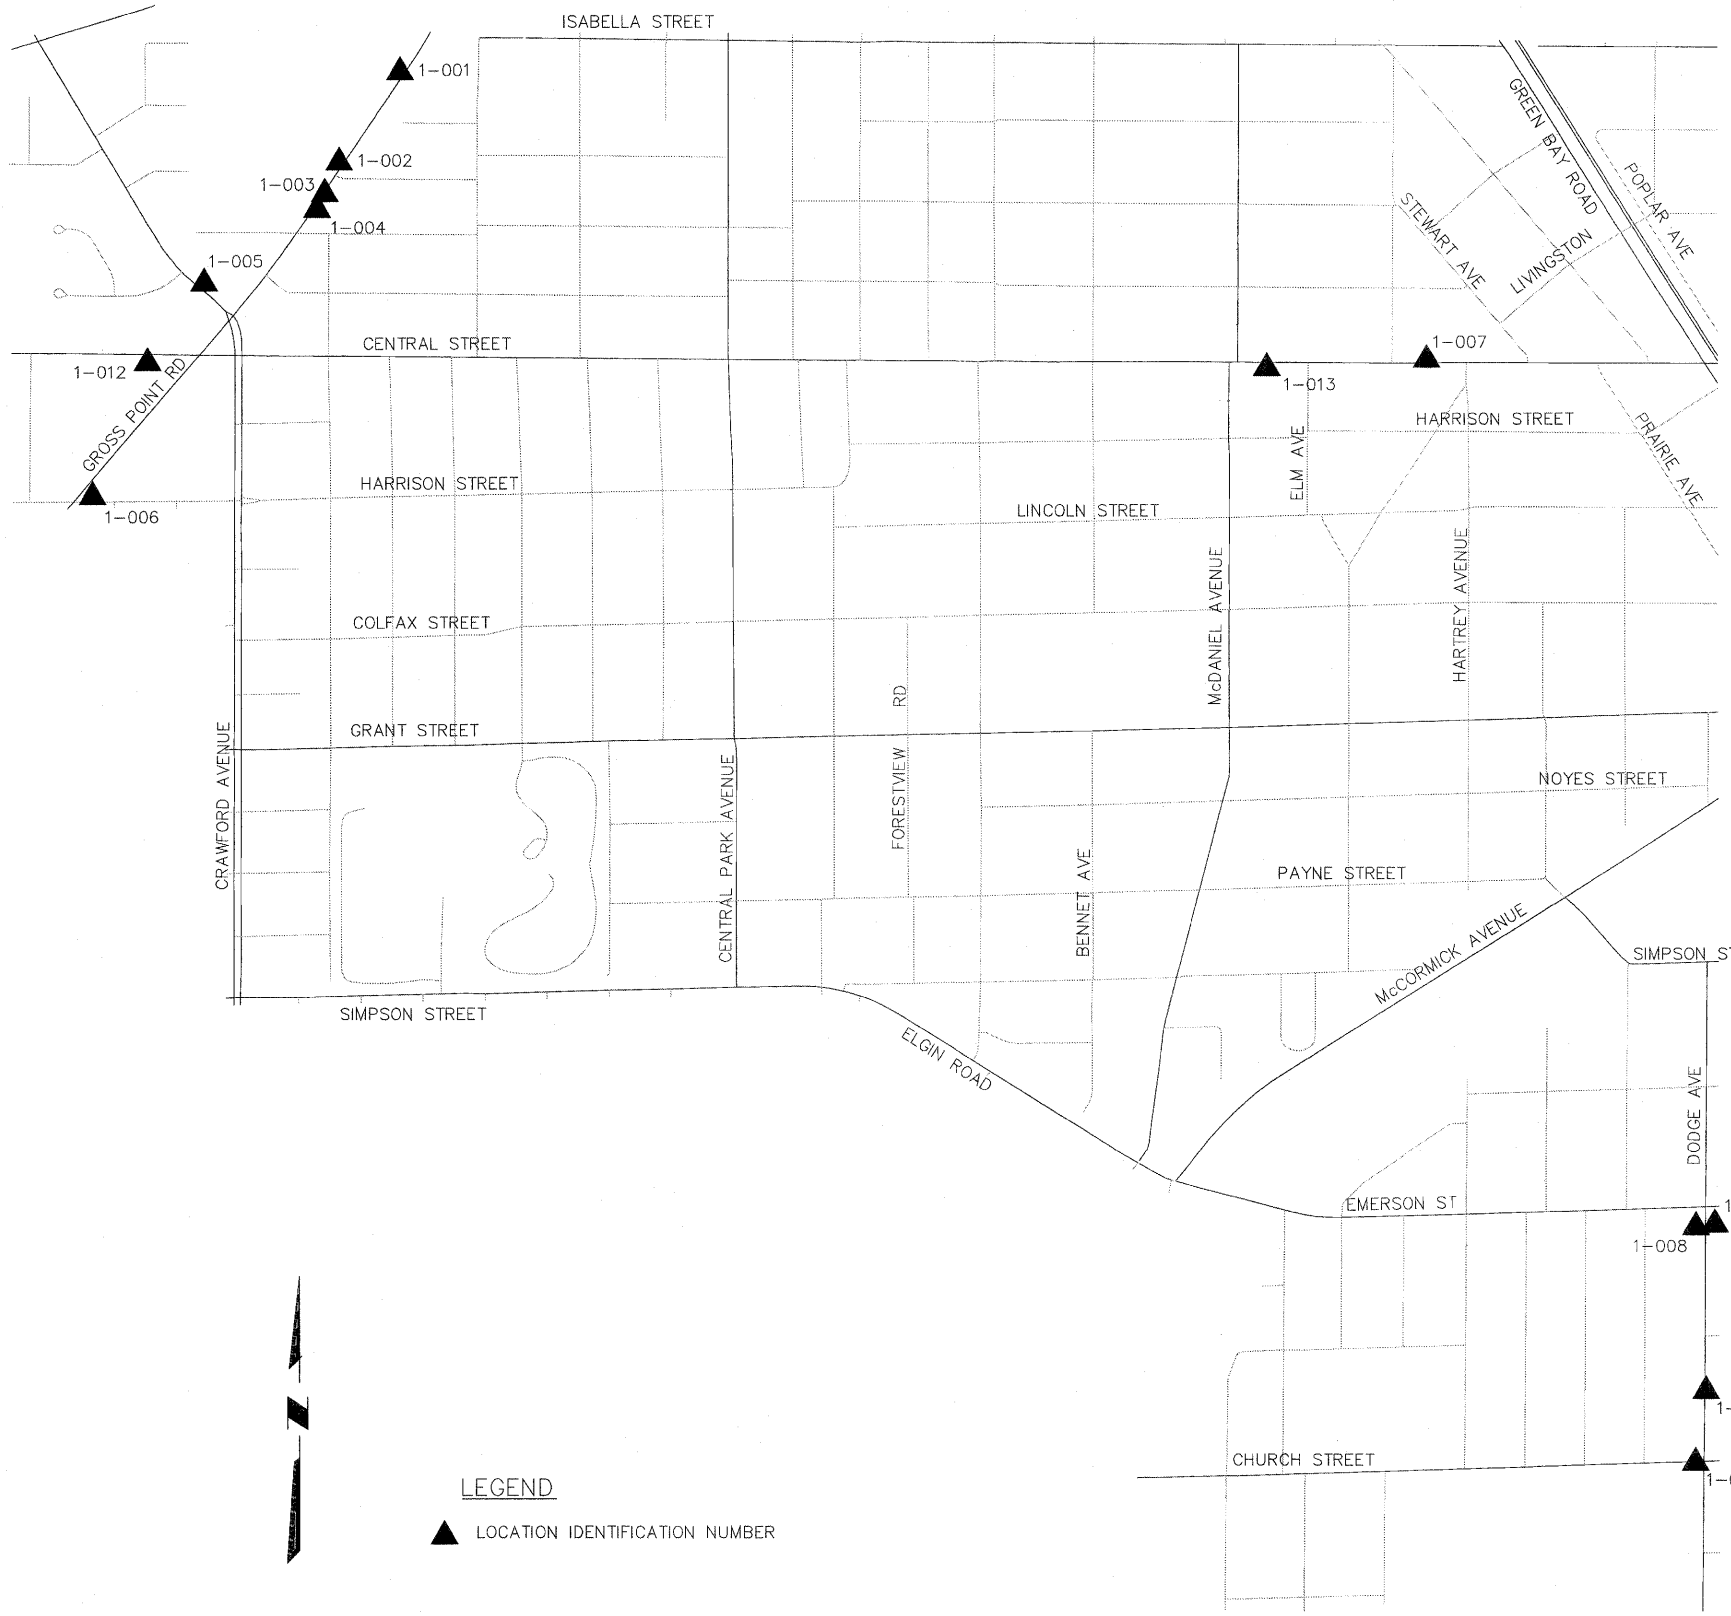 ISABELLA STREET
1-001
GREEN BAY ROAD
1-002
1-003
POPLAR AVE
STEWART AVE
1-004
LIVINGSTON
1-005
CENTRAL STREET
1-007
1-012
1-013
GROSS POINT RD
HARRISON STREET
ELM AVE
PRAIRIE AVE
HARRISON STREET
LINCOLN STREET
1-006
McDANIEL AVENUE
HARTREY AVENUE
COLFAX STREET
FORESTVIEW RD
GRANT STREET
CRAWFORD AVENUE
CENTRAL PARK AVENUE
NOYES STREET
PAYNE STREET
BENNET AVE
McCORMICK AVENUE
SIMPSON ST
SIMPSON STREET
ELGIN ROAD
DODGE AVE
EMERSON ST
1-008
N
CHURCH STREET
LEGEND
LOCATION IDENTIFICATION NUMBER